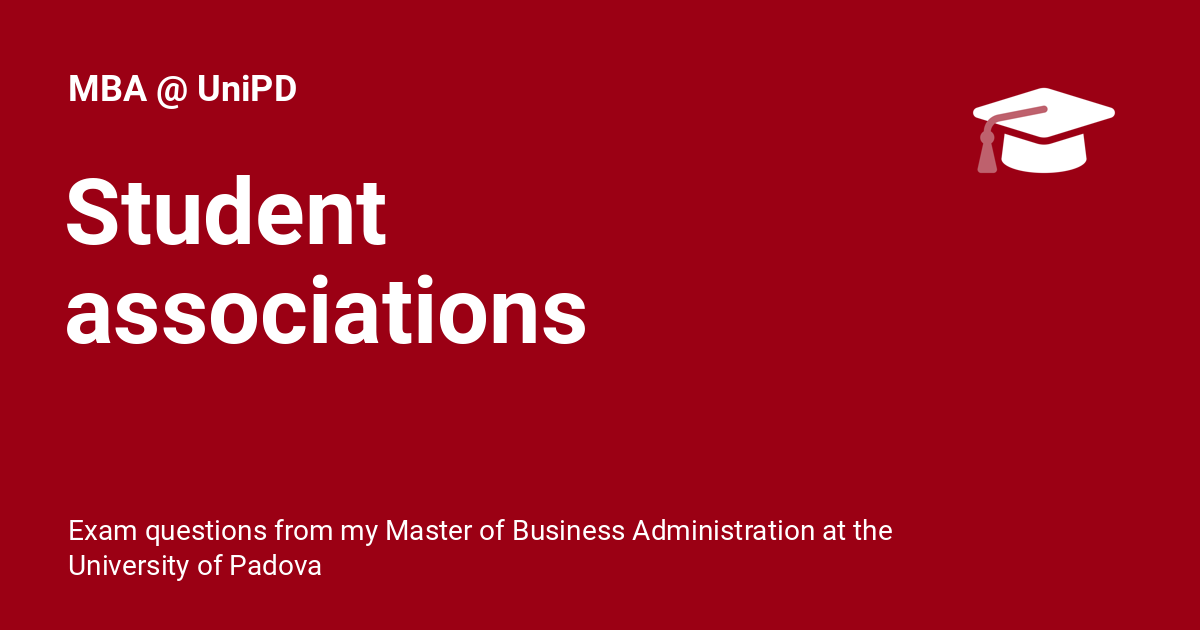 MBA @ UniPD
Student
associations
Exam questions from my Master of Business Administration at the
University of Padova